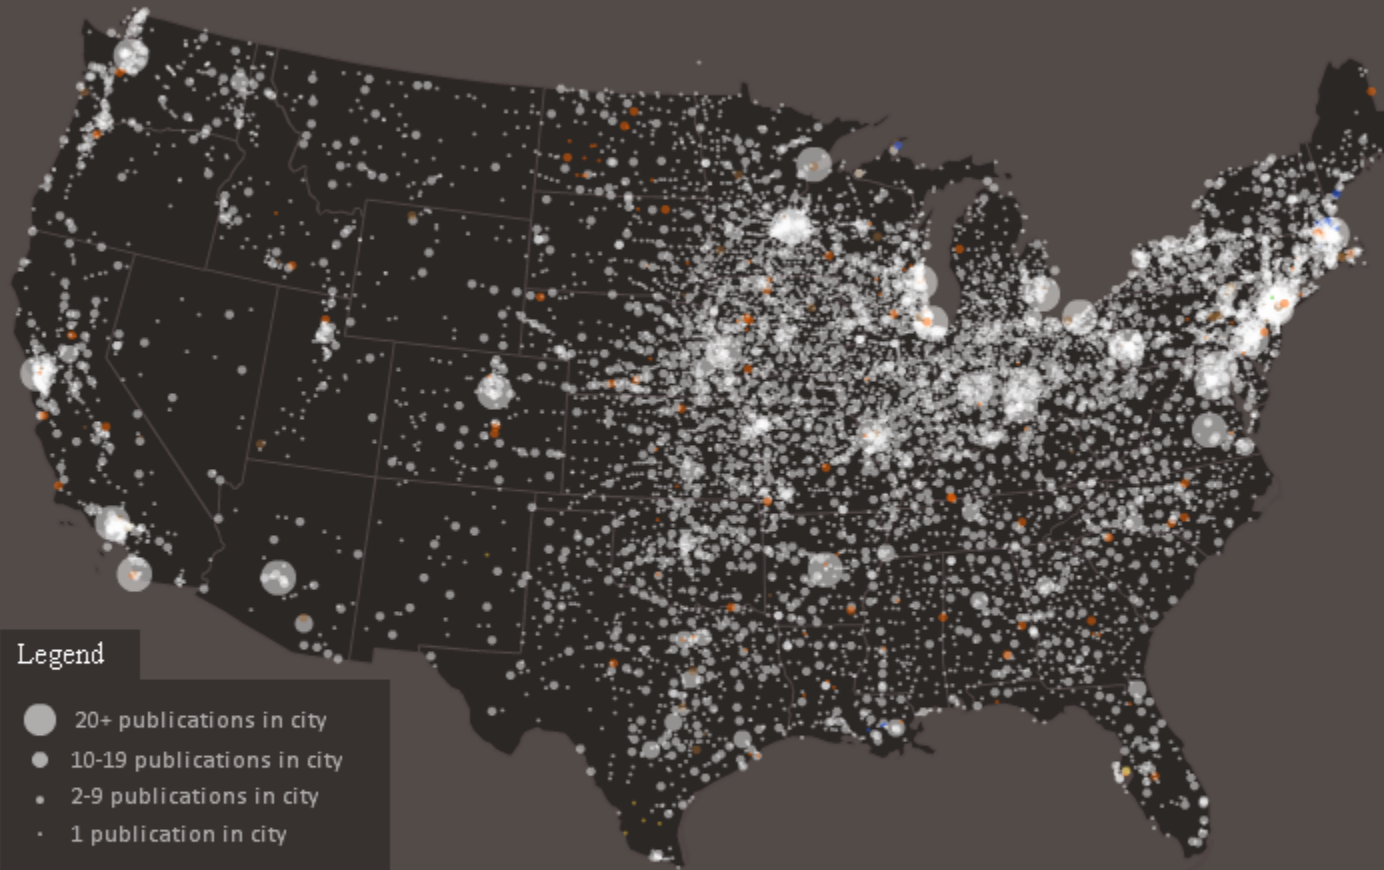 Legend
20+ publications in city
10-19 publications in city
2-9 publications in city
1 publication in city